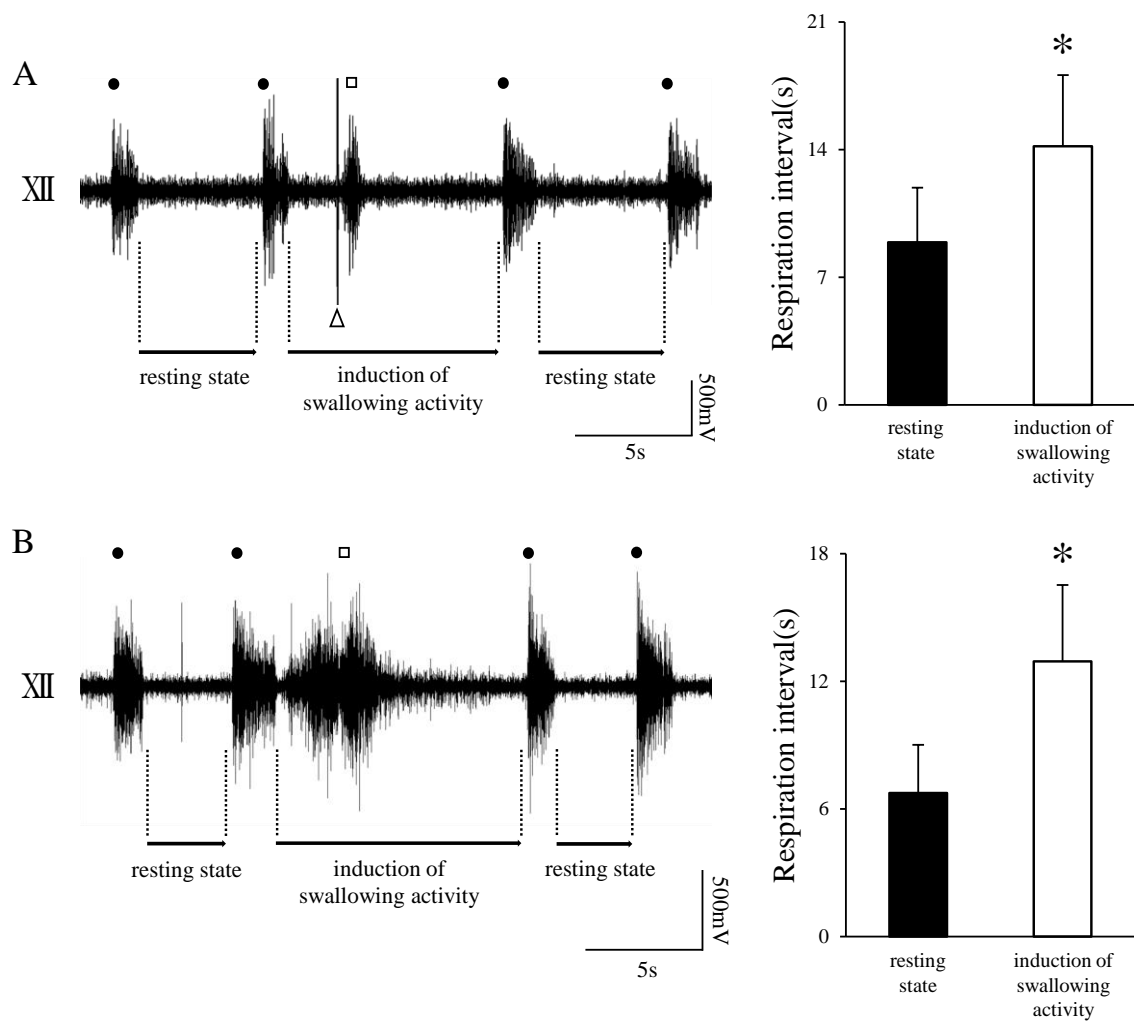 A
XII
resting state
induction of
swallowing activity
resting state
500mV
5s
Respiration interval(s)
21
14
7
0
*
resting
state
induction of
swallowing
activity
B
XII
resting state
induction of
swallowing activity
resting state
500mV
5s
Respiration interval(s)
18
12
6
0
*
resting
state
induction of
swallowing
activity